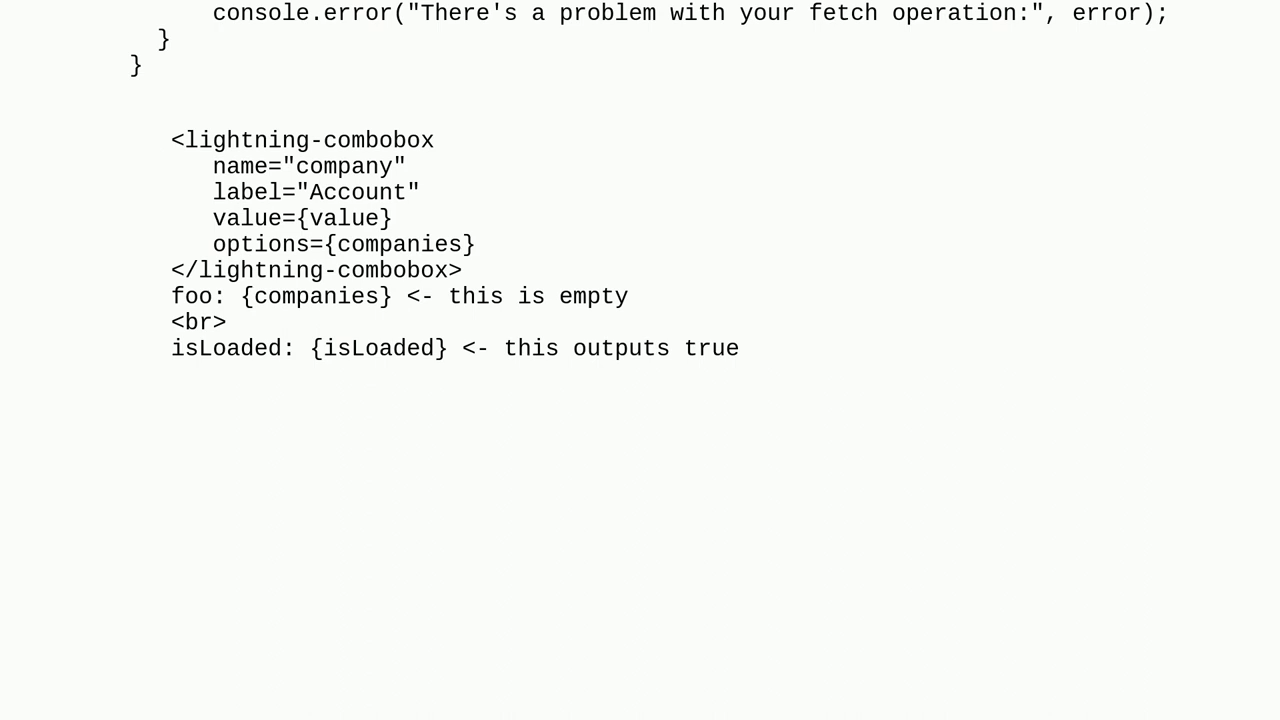 console.error("There's a problem with your fetch operation:", error);
}
}
<lightning-combobox
name="company"
label="Account"
value={value}
options={companies}
</lightning-combobox>
foo: {companies} <- this is empty
<br>
isLoaded: {isLoaded} <- this outputs true